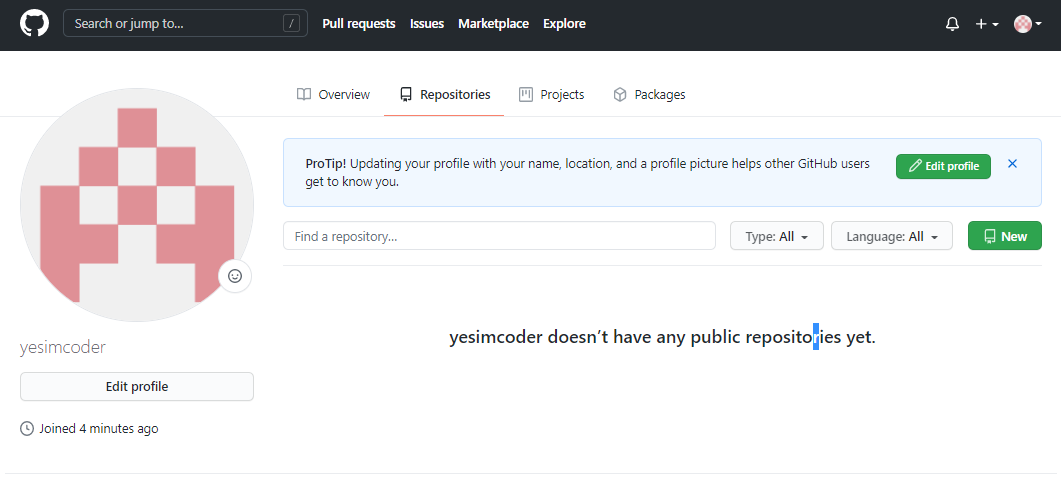 Search or jump to... /
Pull requests Issues Marketplace Explore
Overview Repositories Projects Packages
ProTip! Updating your profile with your name, location, and a profile picture helps other GitHub users
get to know you.
Edit profile
Find a repository...
Type: All
Language: All
New
yesimcoder doesn't have any public repositories yet.
yesimcoder
Edit profile
Joined 4 minutes ago